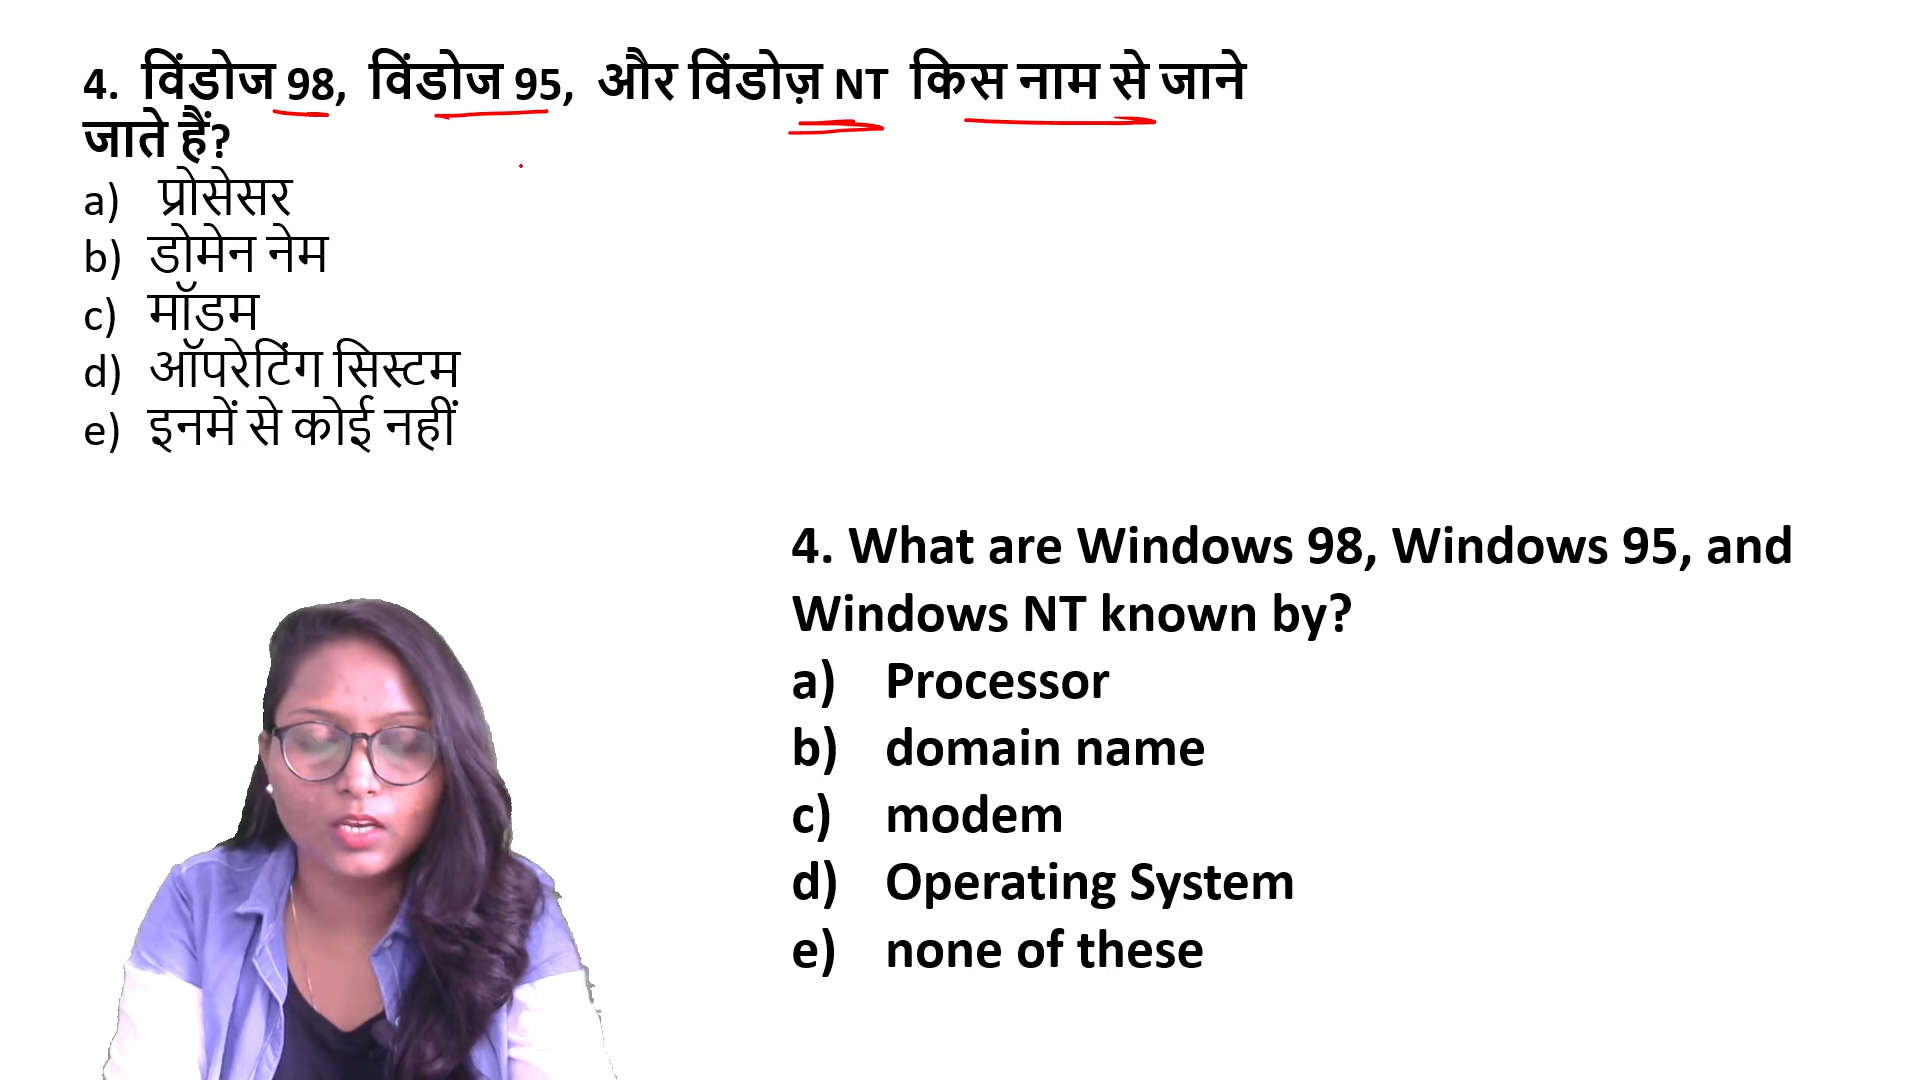 4. विंडोज 98, विंडोज 95, और विंडोज़ NT किस नाम से जाने
जाते हैं?
a) प्रोसेसर
b) डोमेन नेम
c) मॉडम
d) ऑपरेटिंग सिस्टम
e) इनमें से कोई नहीं
4. What are Windows 98, Windows 95, and
Windows NT known by?
a) Processor
b) domain name
c) modem
d) Operating System
e) none of these